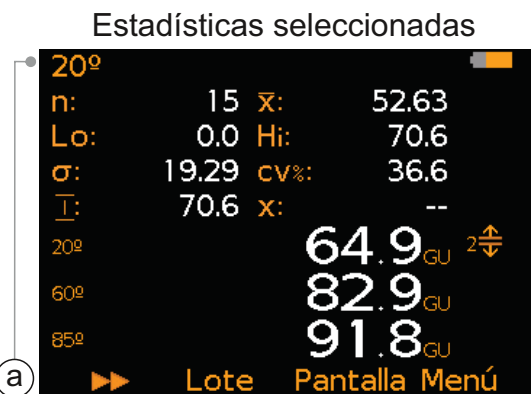 Estadísticas seleccionadas
20º
n: 15 x̅: 52.63
Lo: 0.0 Hi: 70.6
σ: 19.29 cv%: 36.6
I̅: 70.6 x: --
20º 64.9GU 2
60º 82.9GU
85º 91.8GU
a Lote Pantalla Menú